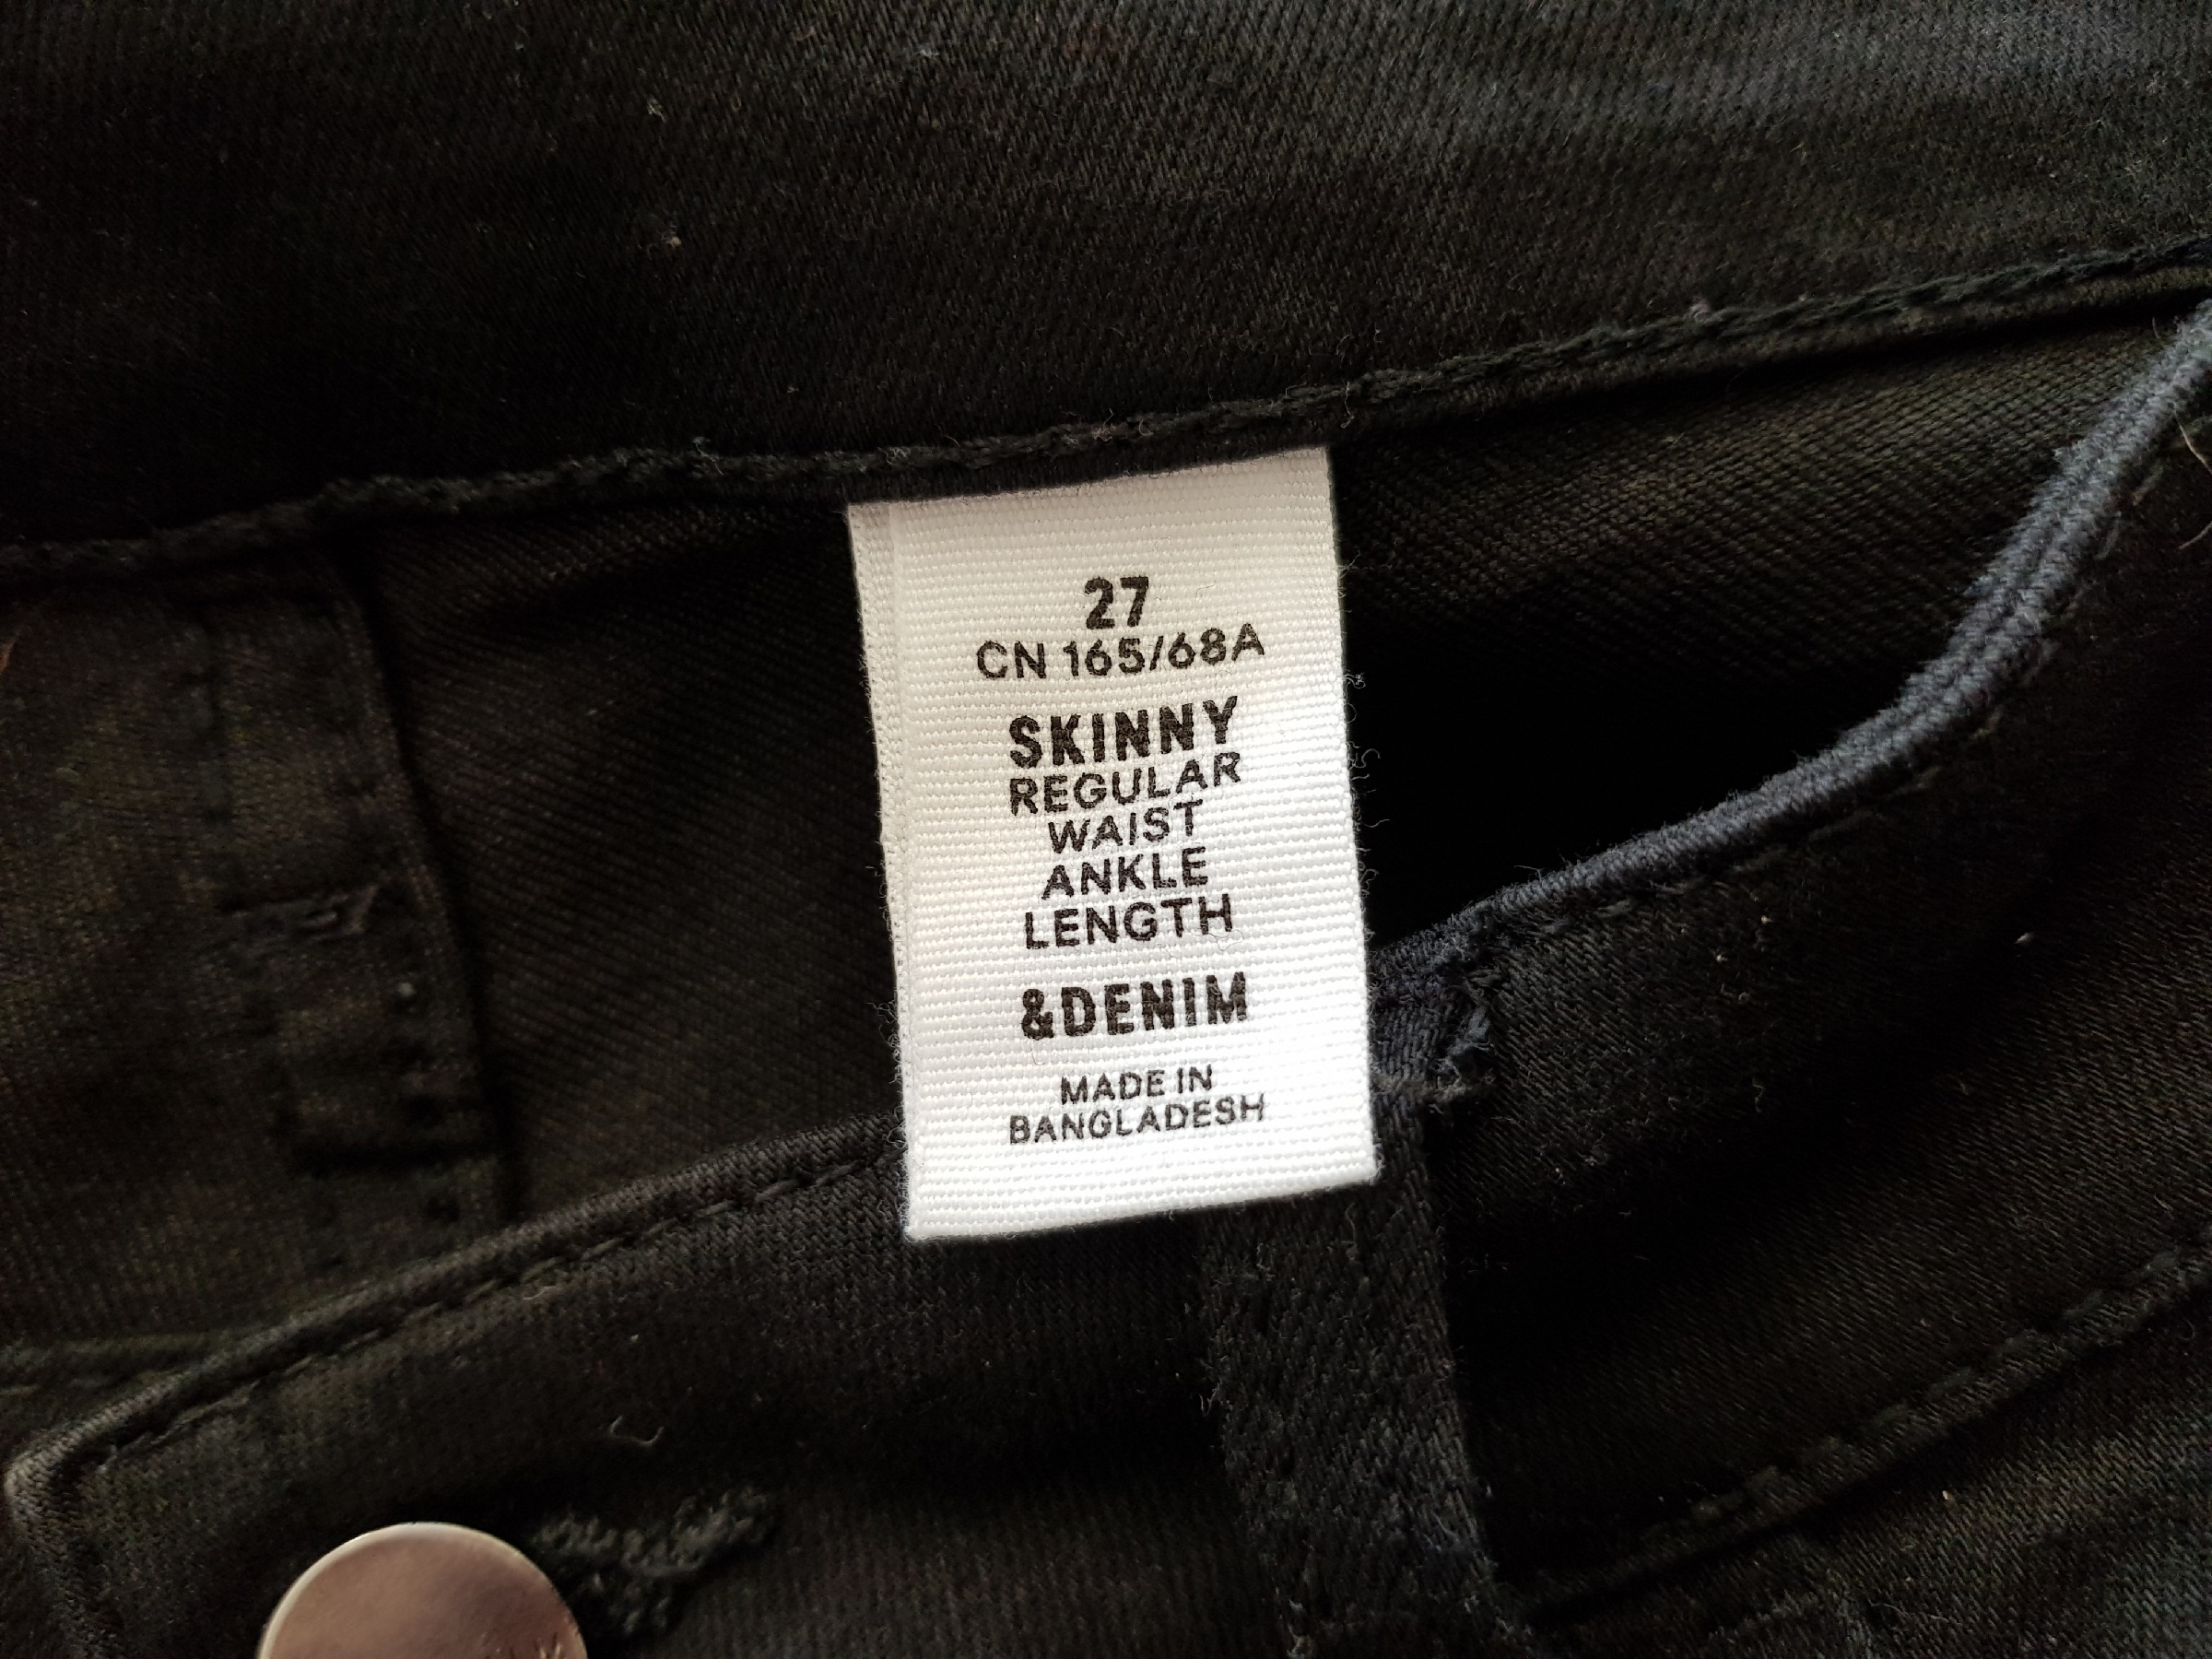 27
CN 165/68A
SKINNY
REGULAR
WAIST
ANKLE
LENGTH
&DENIM
MADE IN
BANGLADESH